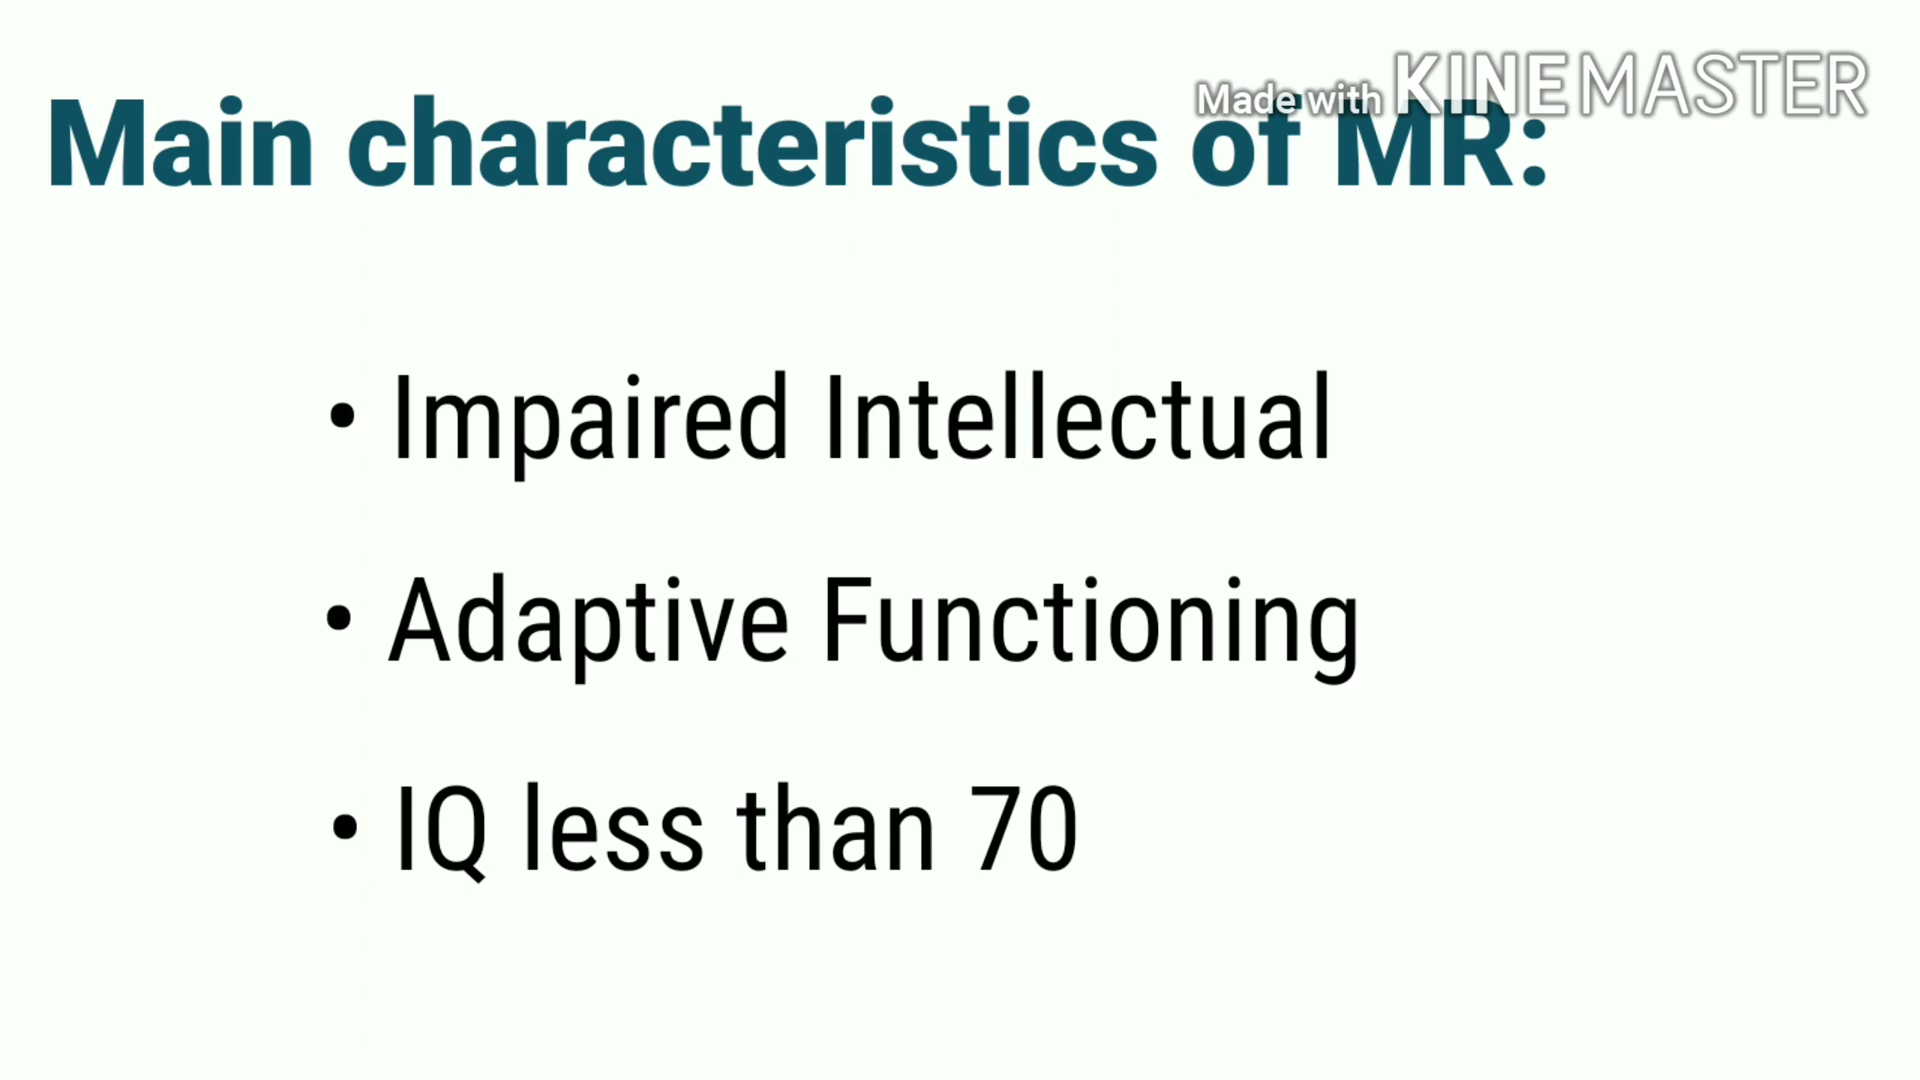 Made with KINEMASTER
Main characteristics of MR:
• Impaired Intellectual
• Adaptive Functioning
• IQ less than 70